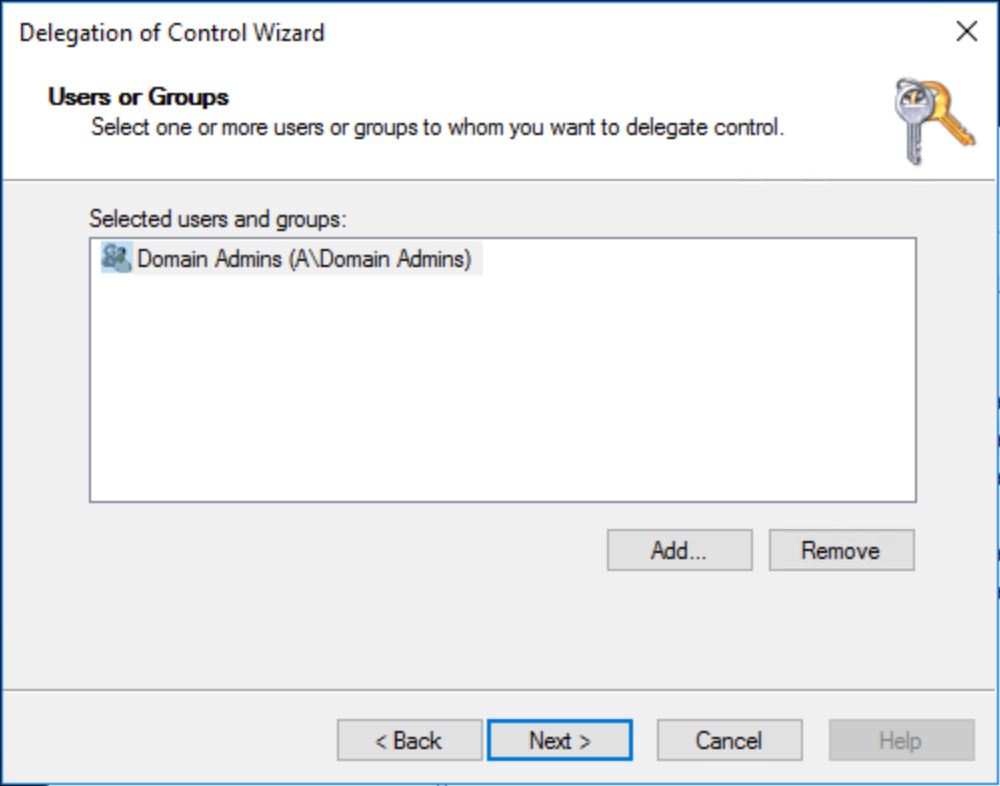 Delegation of Control Wizard
Users or Groups
Select one or more users or groups to whom you want to delegate control.
Selected users and groups:
Domain Admins (A\Domain Admins)
Add...
Remove
< Back
Next >
Cancel
Help